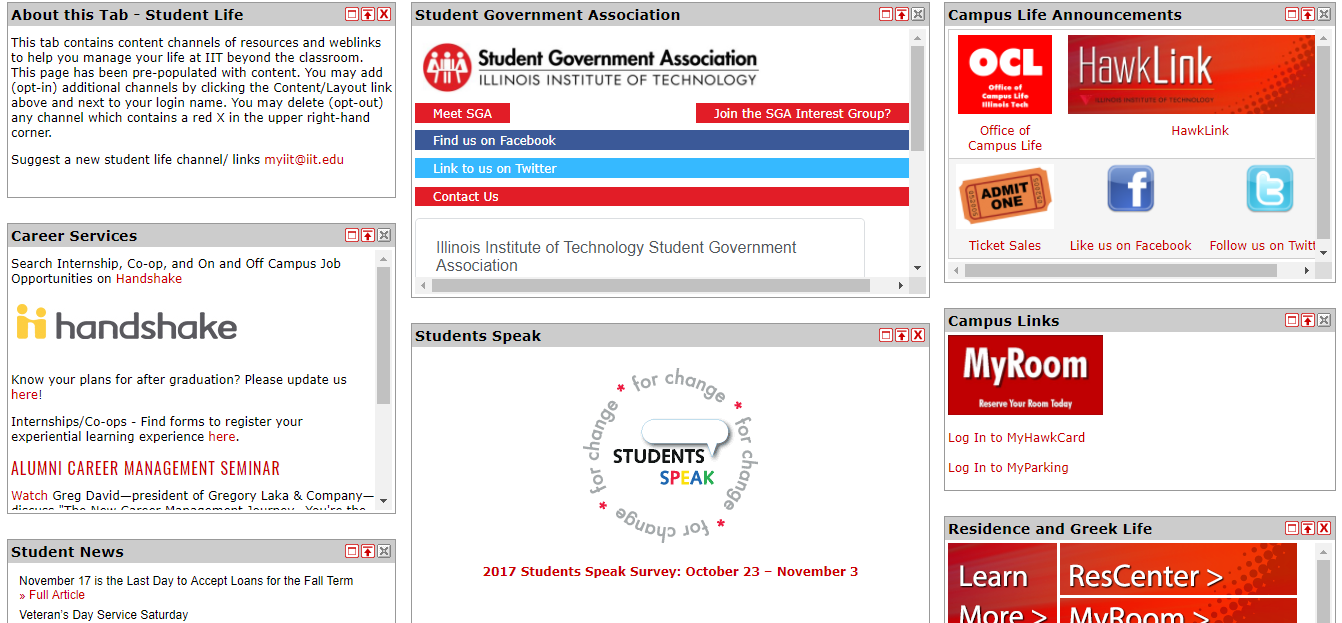 About this Tab - Student Life
This tab contains content channels of resources and weblinks
to help you manage your life at IIT beyond the classroom.
This page has been pre-populated with content. You may add
(opt-in) additional channels by clicking the Content/Layout link
above and next to your login name. You may delete (opt-out)
any channel which contains a red X in the upper right-hand
corner.
Suggest a new student life channel/ links myiit@iit.edu
Career Services
Search Internship, Co-op, and On and Off Campus Job
Opportunities on Handshake
handshake
Know your plans for after graduation? Please update us
here!
Internships/Co-ops - Find forms to register your
experiential learning experience here.
ALUMNI CAREER MANAGEMENT SEMINAR
Watch Greg David—president of Gregory Laka & Company—
discuss "The New Career Management Journey, You're the
Student News
November 17 is the Last Day to Accept Loans for the Fall Term
» Full Article
Veteran's Day Service Saturday
Student Government Association
Student Government Association
ILLINOIS INSTITUTE OF TECHNOLOGY
Meet SGA
Join the SGA Interest Group?
Find us on Facebook
Link to us on Twitter
Contact Us
Illinois Institute of Technology Student Government
Association
Students Speak
for change * for change * for change * for change *
STUDENTS
SPEAK
2017 Students Speak Survey: October 23 – November 3
Campus Life Announcements
OCL
Office of
Campus Life
Illinois Tech
HawkLink
ILLINOIS INSTITUTE OF TECHNOLOGY
Office of
Campus Life
HawkLink
ADMIT
ONE
Ticket Sales
Like us on Facebook
Follow us on Twitt
Campus Links
MyRoom
Reserve Your Room Today
Log In to MyHawkCard
Log In to MyParking
Residence and Greek Life
Learn
More >
ResCenter >
MyRoom >